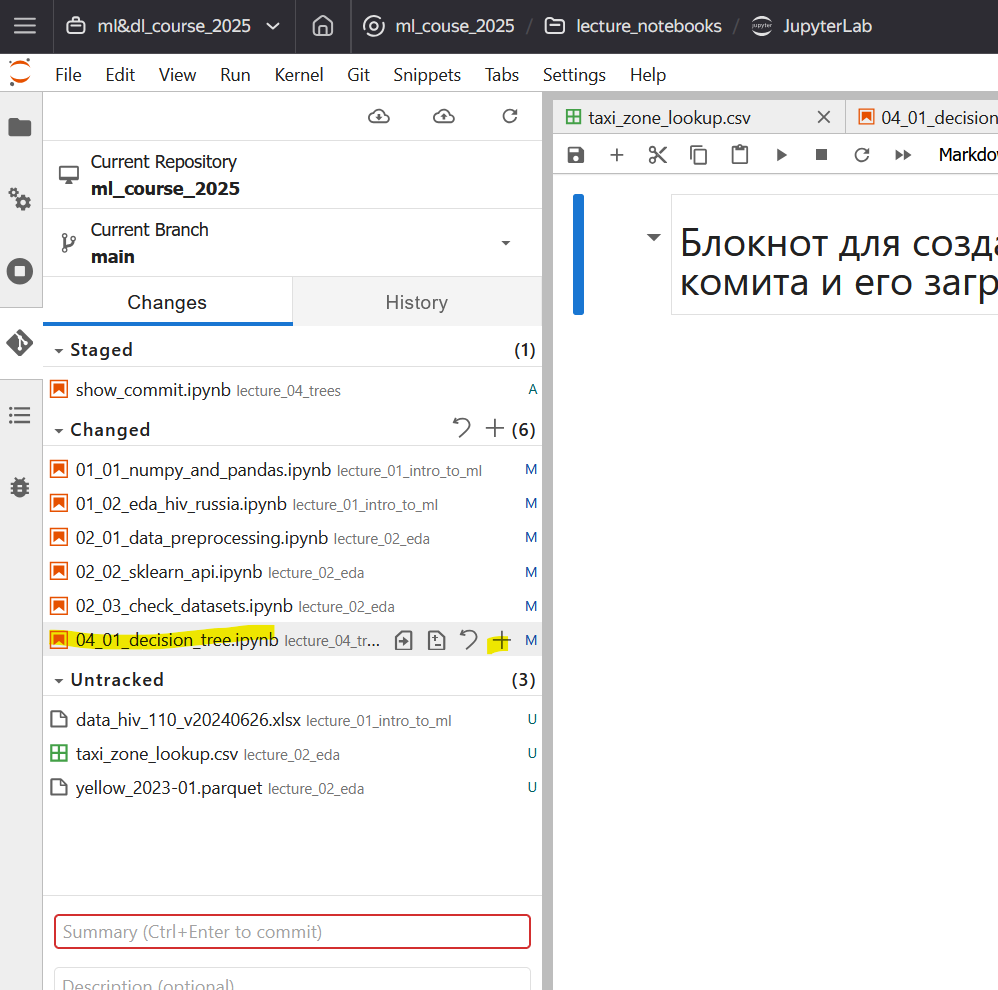 ml&dl_course_2025 ml_couse_2025 / lecture_notebooks / JupyterLab
File Edit View Run Kernel Git Snippets Tabs Settings Help
taxi_zone_lookup.csv 04_01_decision
Current Repository
ml_course_2025
Markdo
Current Branch
main
Блокнот для созда
комита и его загр
Changes History
Staged (1)
show_commit.ipynb lecture_04_trees A
Changed (6)
01_01_numpy_and_pandas.ipynb lecture_01_intro_to_ml M
01_02_eda_hiv_russia.ipynb lecture_01_intro_to_ml M
02_01_data_preprocessing.ipynb lecture_02_eda M
02_02_sklearn_api.ipynb lecture_02_eda M
02_03_check_datasets.ipynb lecture_02_eda M
04_01_decision_tree.ipynb lecture_04_tr... M
Untracked (3)
data_hiv_110_v20240626.xlsx lecture_01_intro_to_ml U
taxi_zone_lookup.csv lecture_02_eda U
yellow_2023-01.parquet lecture_02_eda U
Summary (Ctrl+Enter to commit)
Description (optional)